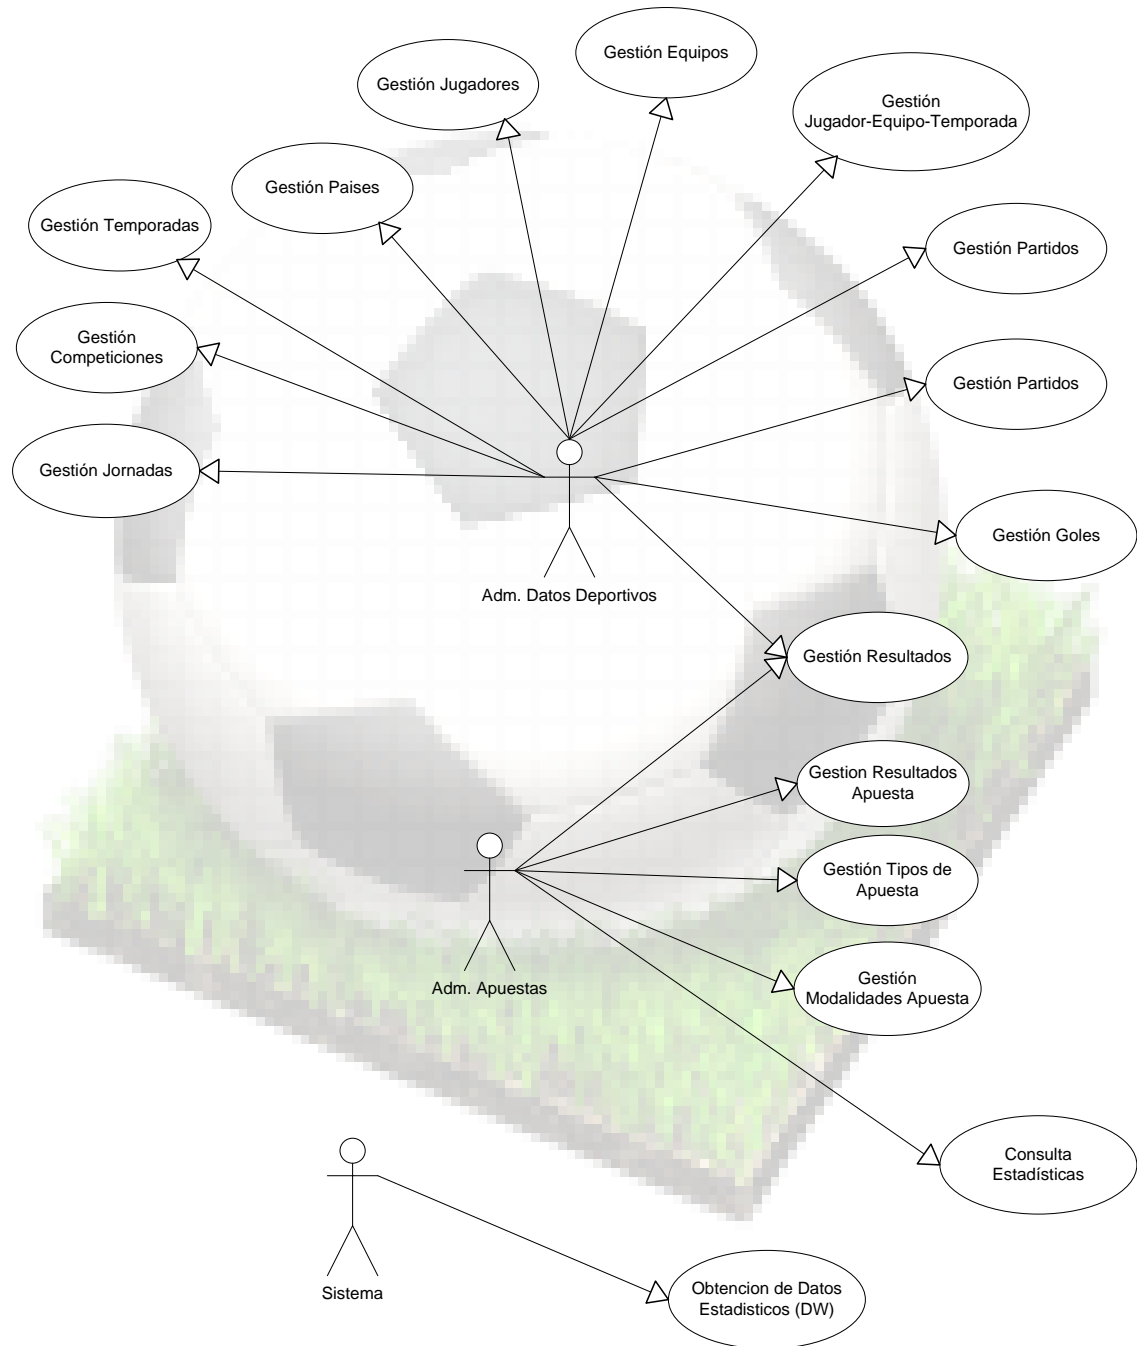 Gestión Equipos
Gestión Jugadores
Gestión
Jugador-Equipo-Temporada
Gestión Paises
Gestión Temporadas
Gestión Partidos
Gestión
Competiciones
Gestión Partidos
Gestión Jornadas
Gestión Goles
Adm. Datos Deportivos
Gestión Resultados
Gestion Resultados
Apuesta
Gestión Tipos de
Apuesta
Adm. Apuestas
Gestión
Modalidades Apuesta
Consulta
Estadísticas
Sistema
Obtencion de Datos
Estadisticos (DW)